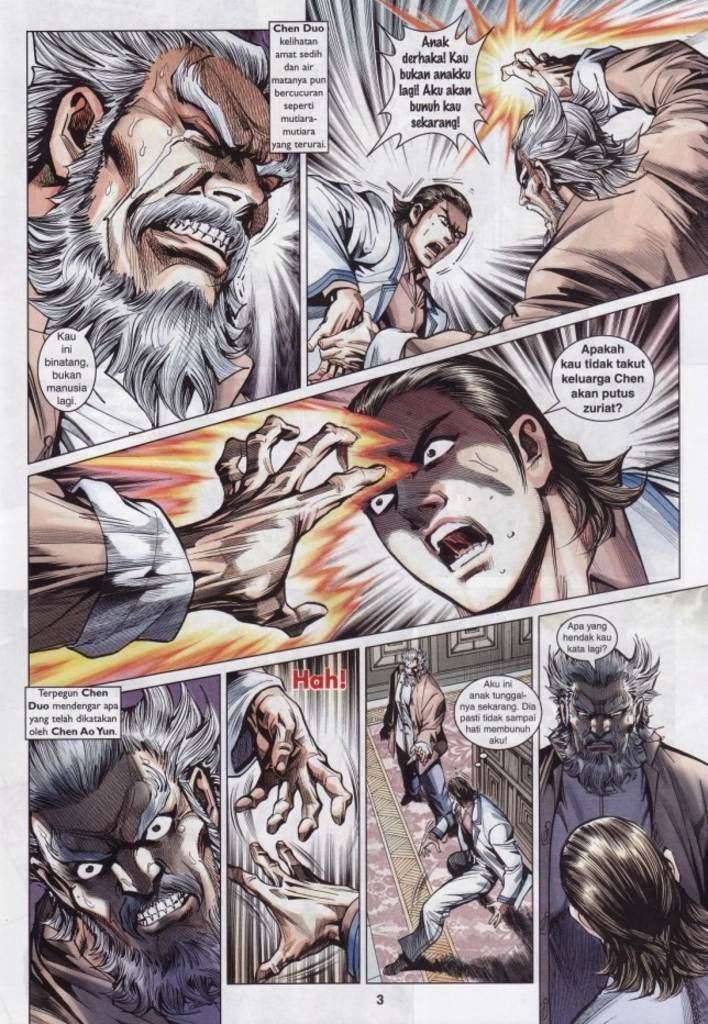 Chen Duo
kelihatan
amat sedih
dan air
matanya pun
bercucuran
seperti
mutiara-
mutiara
yang terurai.
Kau
ini
binatang,
bukan
manusia
lagi.
Anak
derhaka! Kau
bukan anakku
lagi! Aku akan
bunuh kau
sekarang!
Apakah
kau tidak takut
keluarga Chen
akan putus
zuriat?
Terpegun Chen
Duo mendengar apa
yang telah dikatakan
oleh Chen Ao Yun.
Hah!
Aku ini
anak tunggal-
nya sekarang. Dia
pasti tidak sampai
hati membunuh
aku!
Apa yang
hendak kau
kata lagi?
3